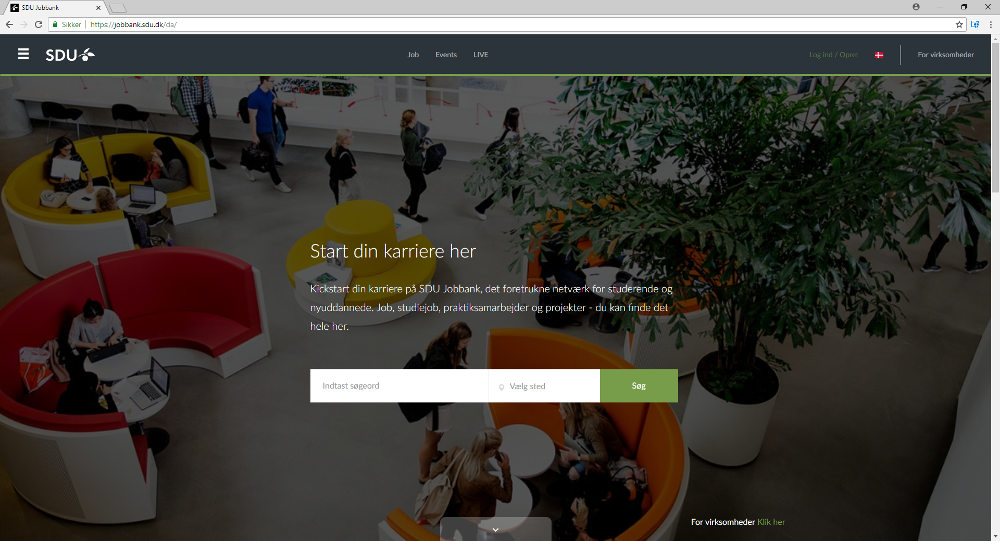 SDU Jobbank
Sikker
https://jobbank.sdu.dk/da/
SDU
Job
Events
LIVE
Log ind / Opret
For virksomheder
Start din karriere her
Kickstart din karriere på SDU Jobbank, det foretrukne netværk for studerende og
nyuddannede. Job, studiejob, praktiksamarbejder og projekter - du kan finde det
hele her.
Indtast søgeord
Vælg sted
Søg
For virksomheder Klik her